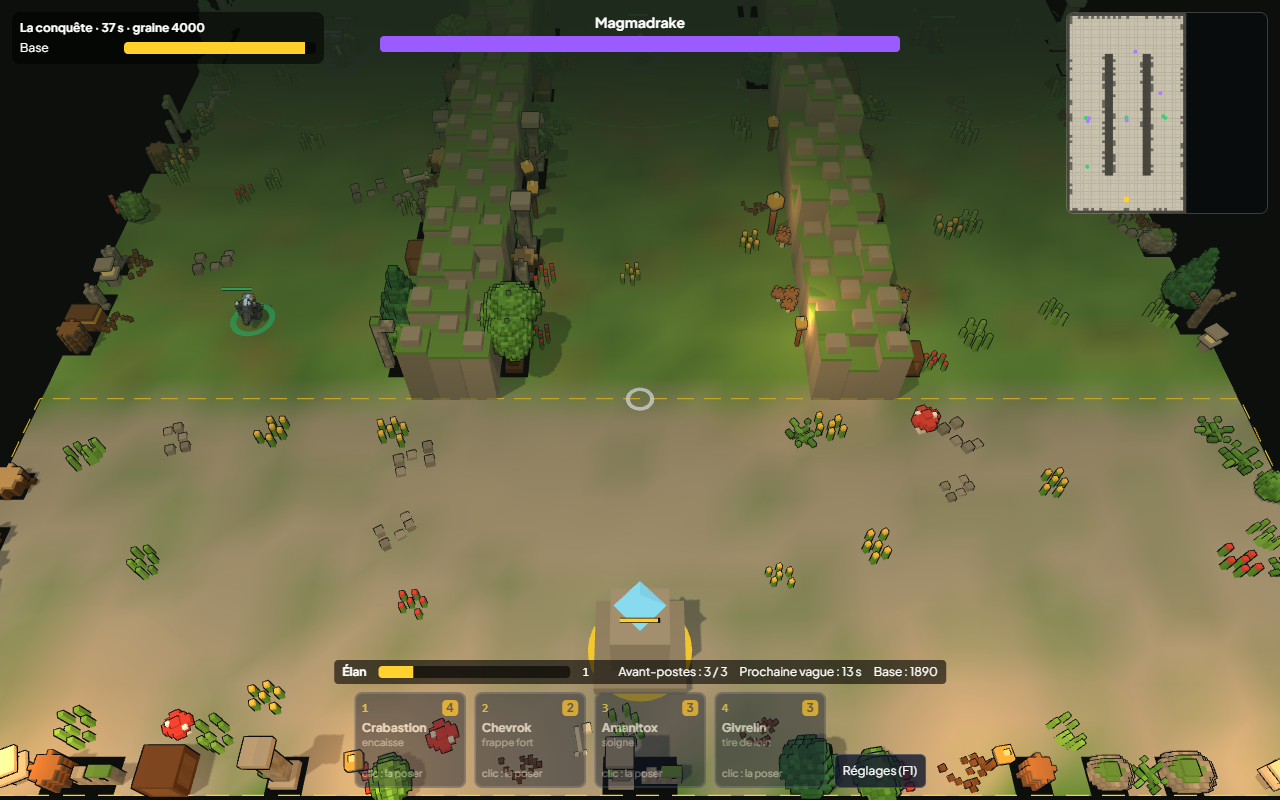 La conquête · 37 s · graine 4000
Base
Magmadrake
Élan 1 Avant-postes : 3 / 3 Prochaine vague : 13 s Base : 1890
1 4
Crabastion
encaisse
clic : la poser
2 2
Chevrok
frappe fort
clic : la poser
3 3
Amanitox
soigne
clic : la poser
4 3
Givrelin
tire de loin
clic : la poser
Réglages (F1)